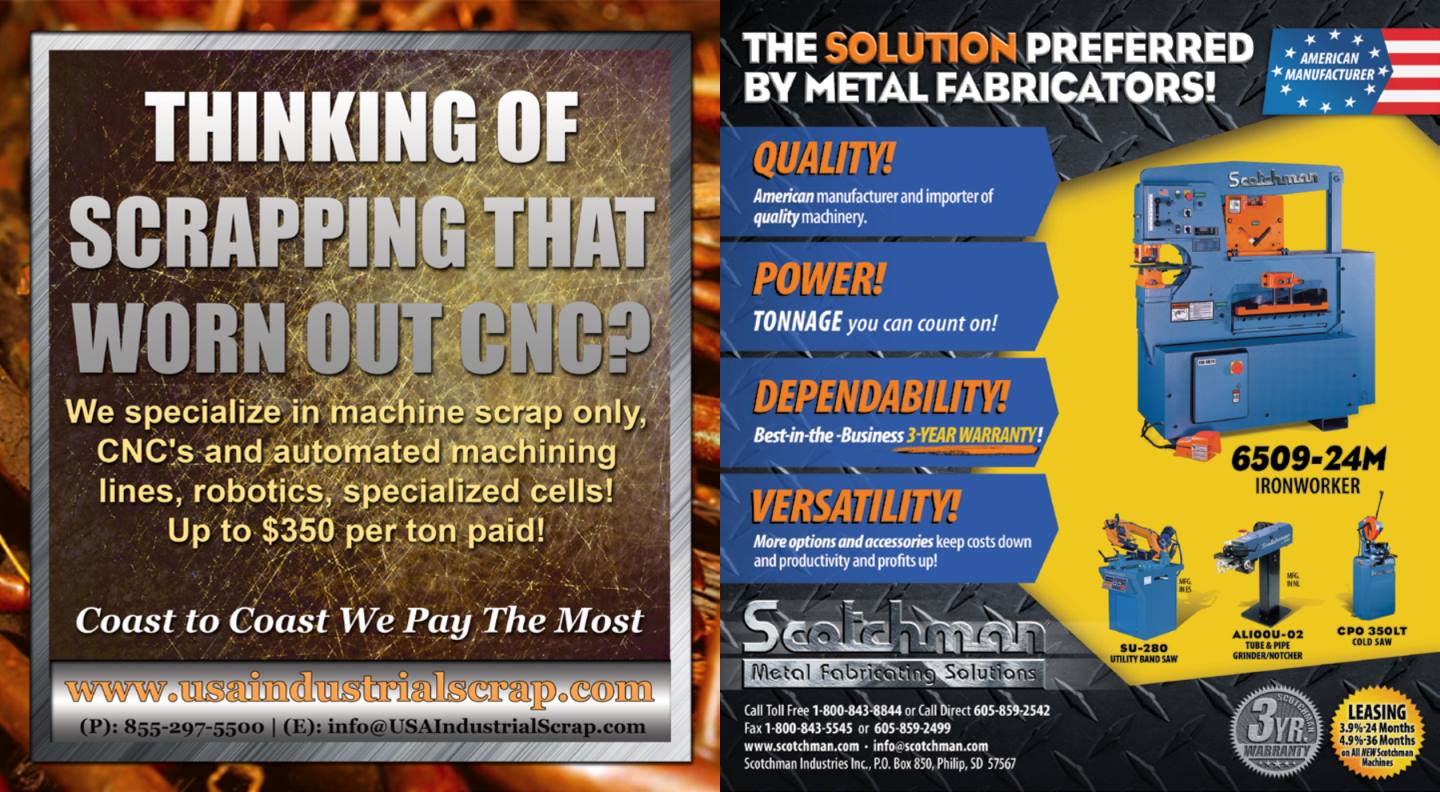 THINKING OF
SCRAPPING THAT
WORN OUT CNC?
We specialize in machine scrap only,
CNC's and automated machining
lines, robotics, specialized cells!
Up to $350 per ton paid!
Coast to Coast We Pay The Most
www.usaindustrialscrap.com
(P): 855-297-5500 | (E): info@USAIndustrialScrap.com
THE SOLUTION PREFERRED
BY METAL FABRICATORS!
AMERICAN
MANUFACTURER
QUALITY!
American manufacturer and importer of
quality machinery.
POWER!
TONNAGE you can count on!
DEPENDABILITY!
Best-in-the -Business 3-YEAR WARRANTY!
VERSATILITY!
More options and accessories keep costs down
and productivity and profits up!
Scotchman
6509-24M
IRONWORKER
MFG.
IN ES
SU-280
UTILITY BAND SAW
Scotchman
MFG.
IN NL
AL100U-02
TUBE & PIPE
GRINDER/NOTCHER
CPO 350LT
COLD SAW
Scotchman
Metal Fabricating Solutions
Call Toll Free 1-800-843-8844 or Call Direct 605-859-2542
Fax 1-800-843-5545 or 605-859-2499
www.scotchman.com • info@scotchman.com
Scotchman Industries Inc., P.O. Box 850, Philip, SD 57567
SCOTCHMAN
3YR.
WARRANTY
LEASING
3.9%-24 Months
4.9%-36 Months
on All NEW Scotchman
Machines